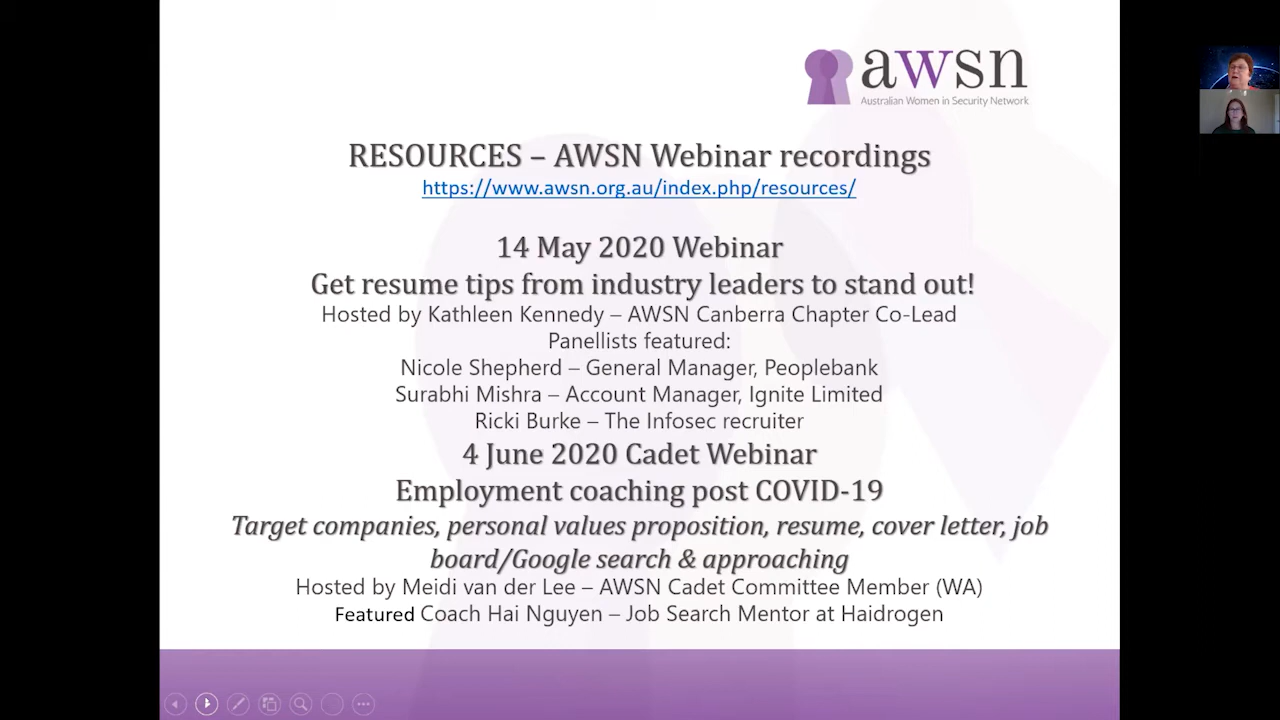 awsn
Australian Women in Security Network
RESOURCES – AWSN Webinar recordings
https://www.awsn.org.au/index.php/resources/
14 May 2020 Webinar
Get resume tips from industry leaders to stand out!
Hosted by Kathleen Kennedy – AWSN Canberra Chapter Co-Lead
Panellists featured:
Nicole Shepherd – General Manager, Peoplebank
Surabhi Mishra – Account Manager, Ignite Limited
Ricki Burke – The Infosec recruiter
4 June 2020 Cadet Webinar
Employment coaching post COVID-19
Target companies, personal values proposition, resume, cover letter, job
board/Google search & approaching
Hosted by Meidi van der Lee – AWSN Cadet Committee Member (WA)
Featured Coach Hai Nguyen – Job Search Mentor at Haidrogen